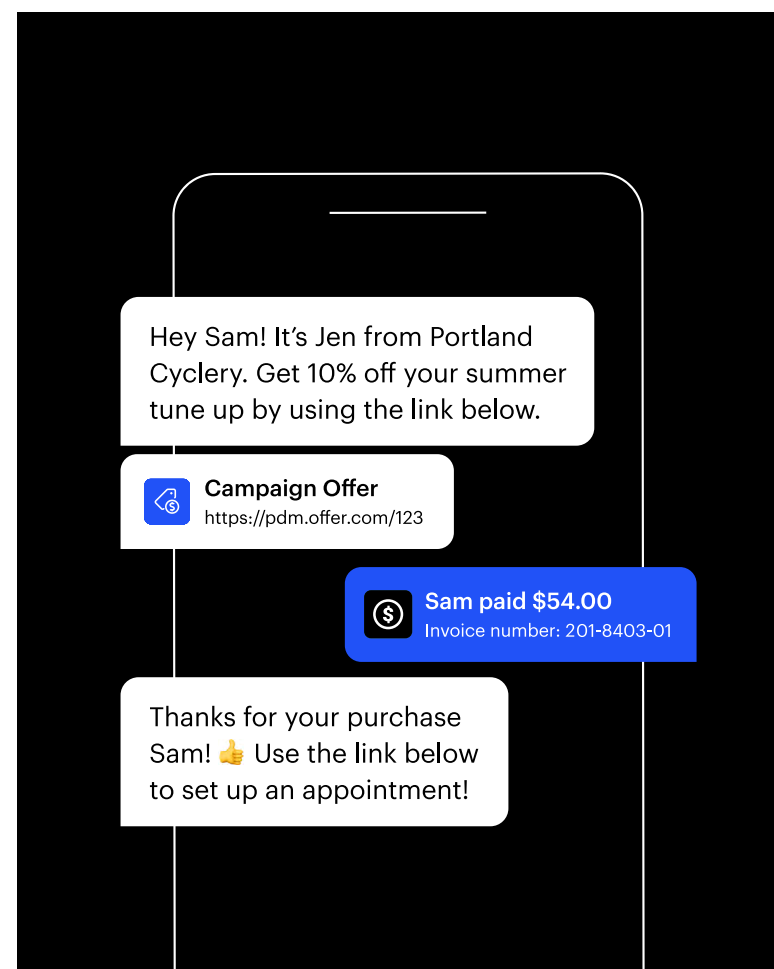 Hey Sam! It’s Jen from Portland
Cyclery. Get 10% off your summer
tune up by using the link below.
Campaign Offer
https://pdm.offer.com/123
Sam paid $54.00
Invoice number: 201-8403-01
Thanks for your purchase
Sam! 👍 Use the link below
to set up an appointment!